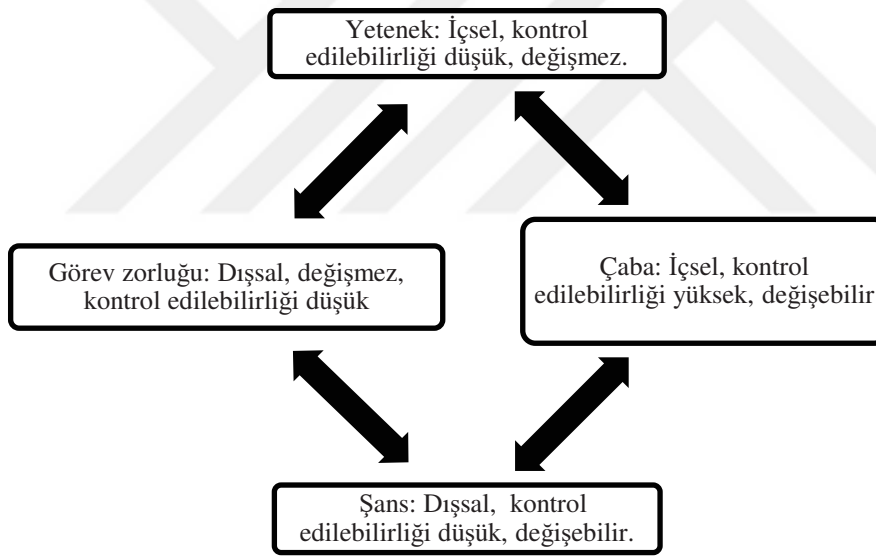 Yetenek: İçsel, kontrol
edilebilirliği düşük, değişmez.
Görev zorluğu: Dışsal, değişmez,
kontrol edilebilirliği düşük
Çaba: İçsel, kontrol
edilebilirliği yüksek, değişebilir
Şans: Dışsal, kontrol
edilebilirliği düşük, değişebilir.